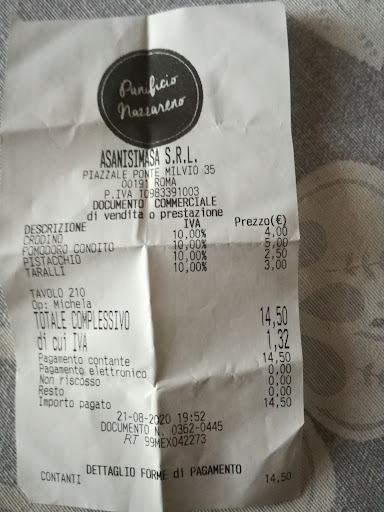 Panificio
Nazzareno
ASANISIMASA S.R.L.
PIAZZALE PONTE MILVIO 35
00191 ROMA
P.IVA 10983391003
DOCUMENTO COMMERCIALE
di vendita o prestazione
DESCRIZIONE IVA Prezzo(€)
CRODINO 10,00% 4,00
POMODORO CONDITO 10,00% 5,00
PISTACCHIO 10,00% 2,50
TARALLI 10,00% 3,00
TAVOLO 210
Op: Michela
TOTALE COMPLESSIVO 14,50
di cui IVA 1,32
Pagamento contante 14,50
Pagamento elettronico 0,00
Non riscosso 0,00
Resto 0,00
Importo pagato 14,50
21-08-2020 19:52
DOCUMENTO N. 0362-0445
RT 99MEX042273
DETTAGLIO FORME di PAGAMENTO
CONTANTI 14,50